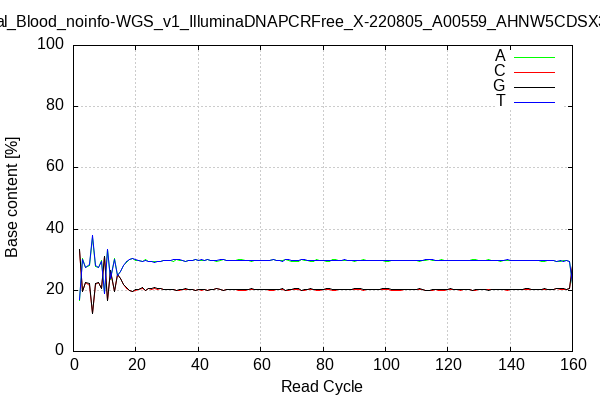 al_Blood_noinfo-WGS_v1_IlluminaDNAPCRFree_X-220805_A00559_AHNW5CDSX3
A
C
G
T
100
80
60
40
20
0
Base content [%]
0 20 40 60 80 100 120 140 160
Read Cycle